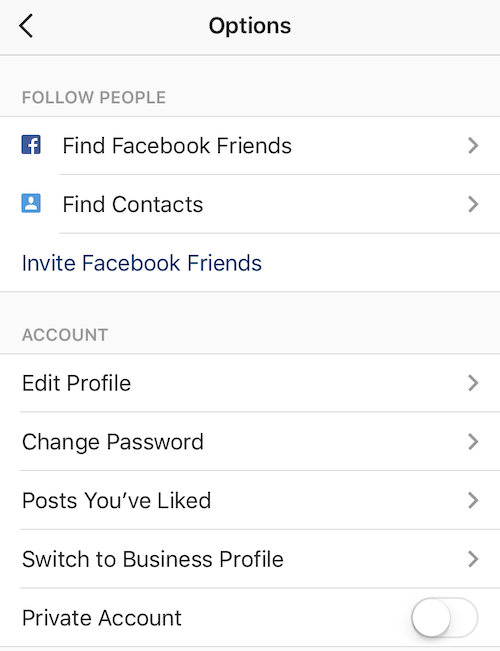 Options
FOLLOW PEOPLE
Find Facebook Friends
Find Contacts
Invite Facebook Friends
ACCOUNT
Edit Profile
Change Password
Posts You’ve Liked
Switch to Business Profile
Private Account